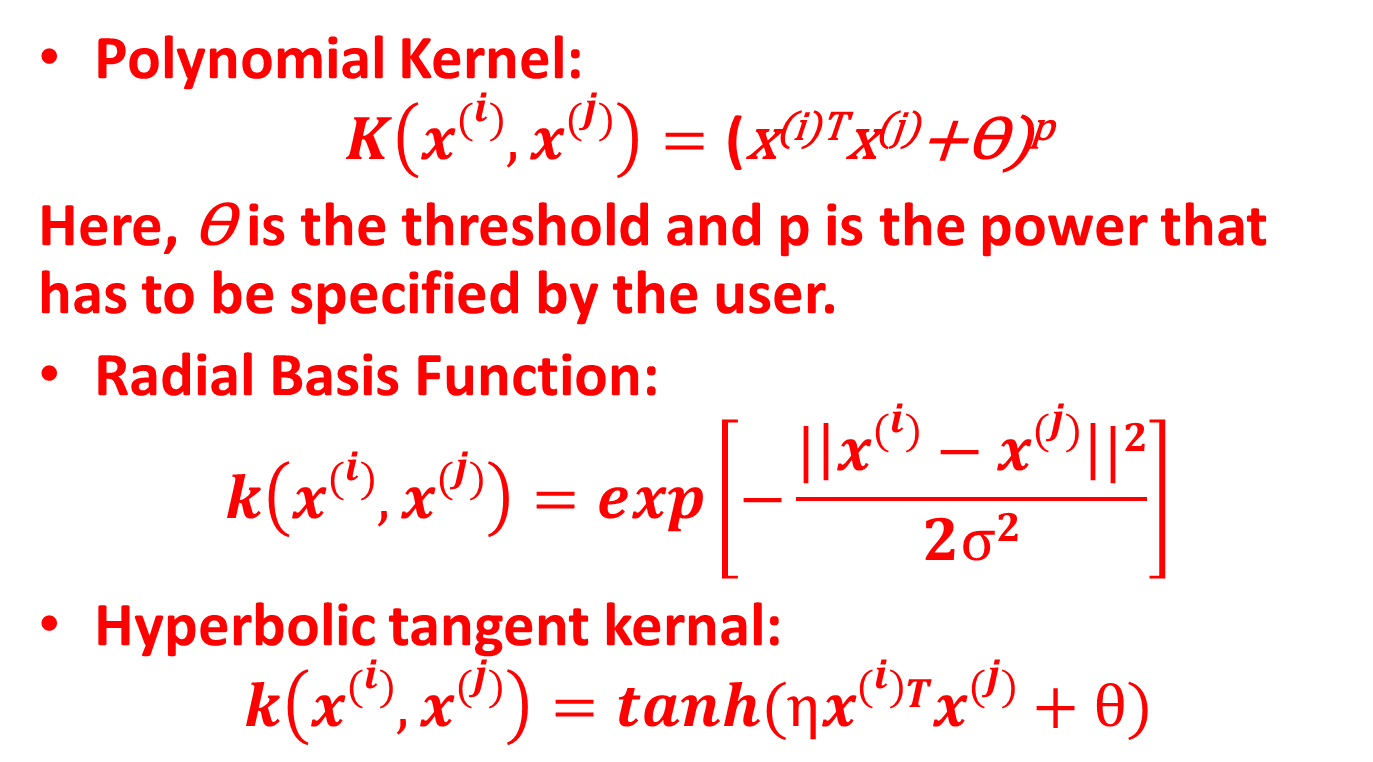 • Polynomial Kernel:
K(x⁽ⁱ⁾, x⁽ʲ⁾) = (x⁽ⁱ⁾ᵀx⁽ʲ⁾+θ)ᵖ
Here, θ is the threshold and p is the power that
has to be specified by the user.
• Radial Basis Function:
k(x⁽ⁱ⁾, x⁽ʲ⁾) = exp[−||x⁽ⁱ⁾ − x⁽ʲ⁾||²/2σ²]
• Hyperbolic tangent kernal:
k(x⁽ⁱ⁾, x⁽ʲ⁾) = tanh(ηx⁽ⁱ⁾ᵀx⁽ʲ⁾ + θ)